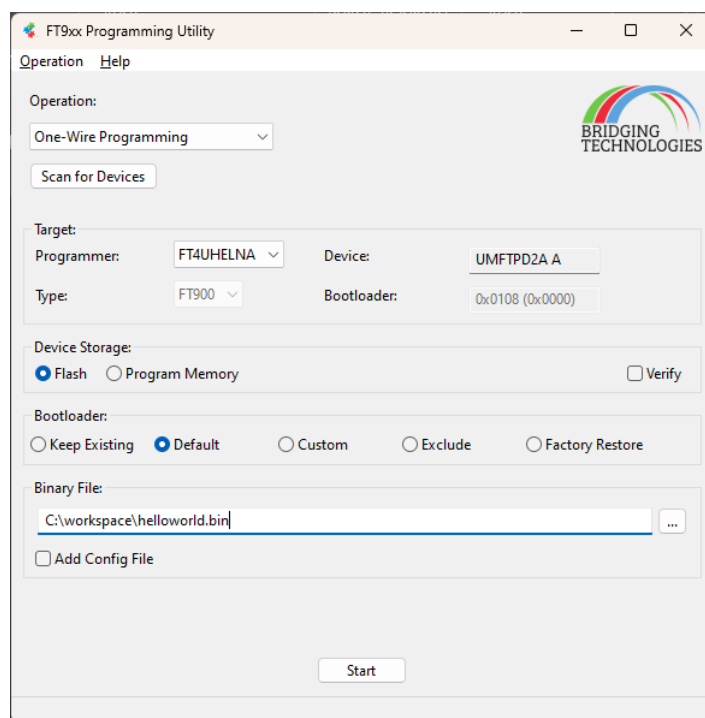 FT9xx Programming Utility
Operation Help
Operation:
One-Wire Programming
BRIDGING
TECHNOLOGIES
Scan for Devices
Target:
Programmer: FT4UHELNA Device: UMFTPD2A A
Type: FT900 Bootloader: 0x0108 (0x0000)
Device Storage:
Flash Program Memory Verify
Bootloader:
Keep Existing Default Custom Exclude Factory Restore
Binary File:
C:\workspace\helloworld.bin ...
Add Config File
Start